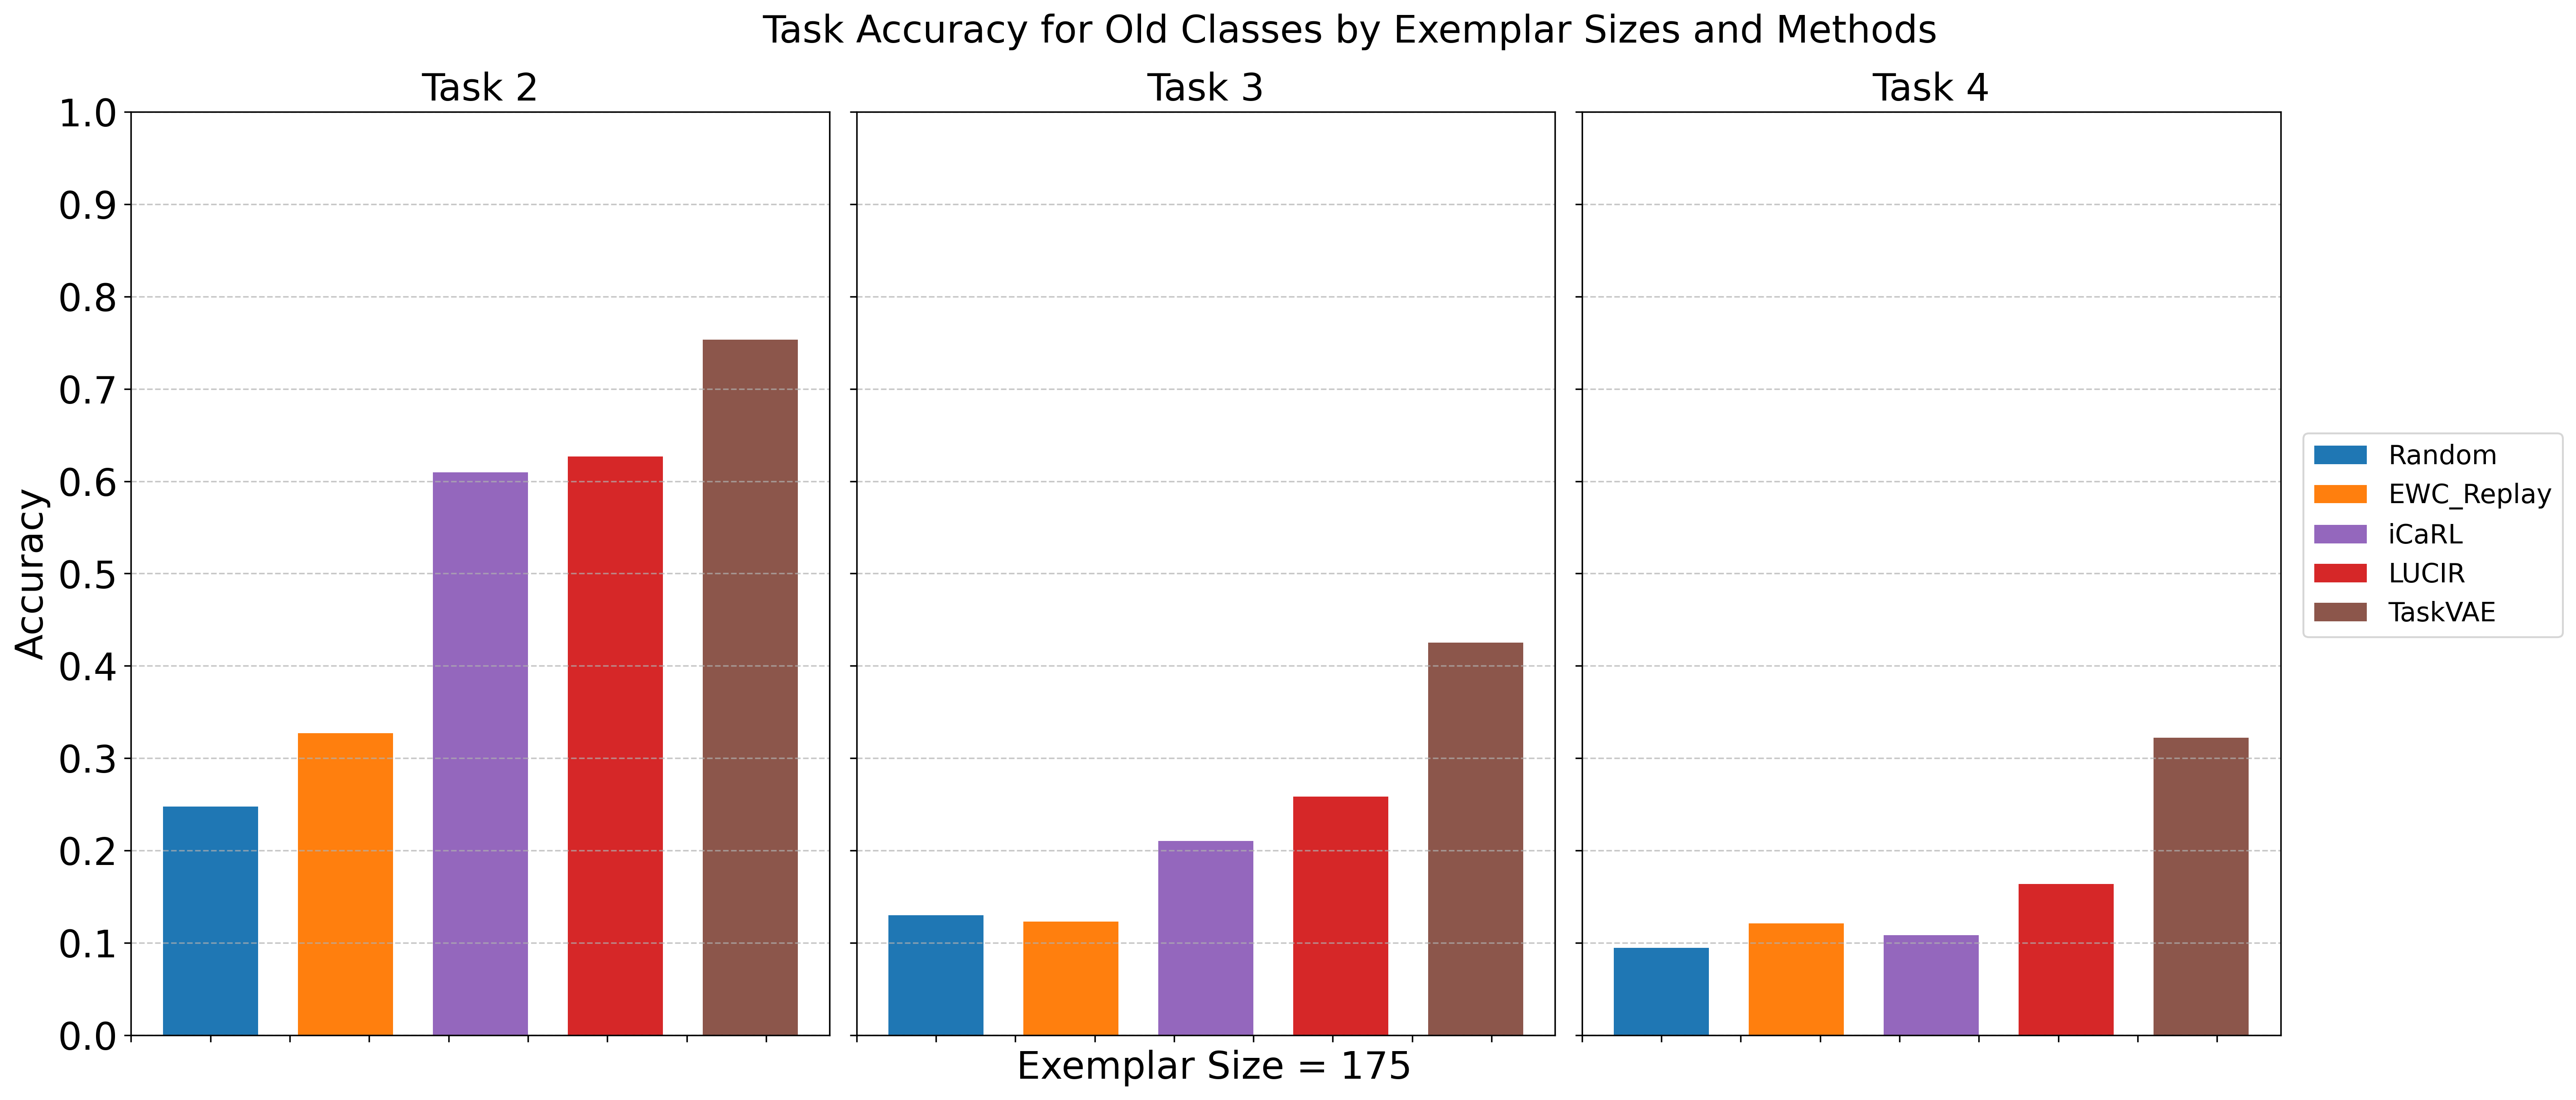 Task Accuracy for Old Classes by Exemplar Sizes and Methods
Task 2
Task 3
Task 4
Accuracy
1.0
0.9
0.8
0.7
0.6
0.5
0.4
0.3
0.2
0.1
0.0
Exemplar Size = 175
Random
EWC_Replay
iCaRL
LUCIR
TaskVAE